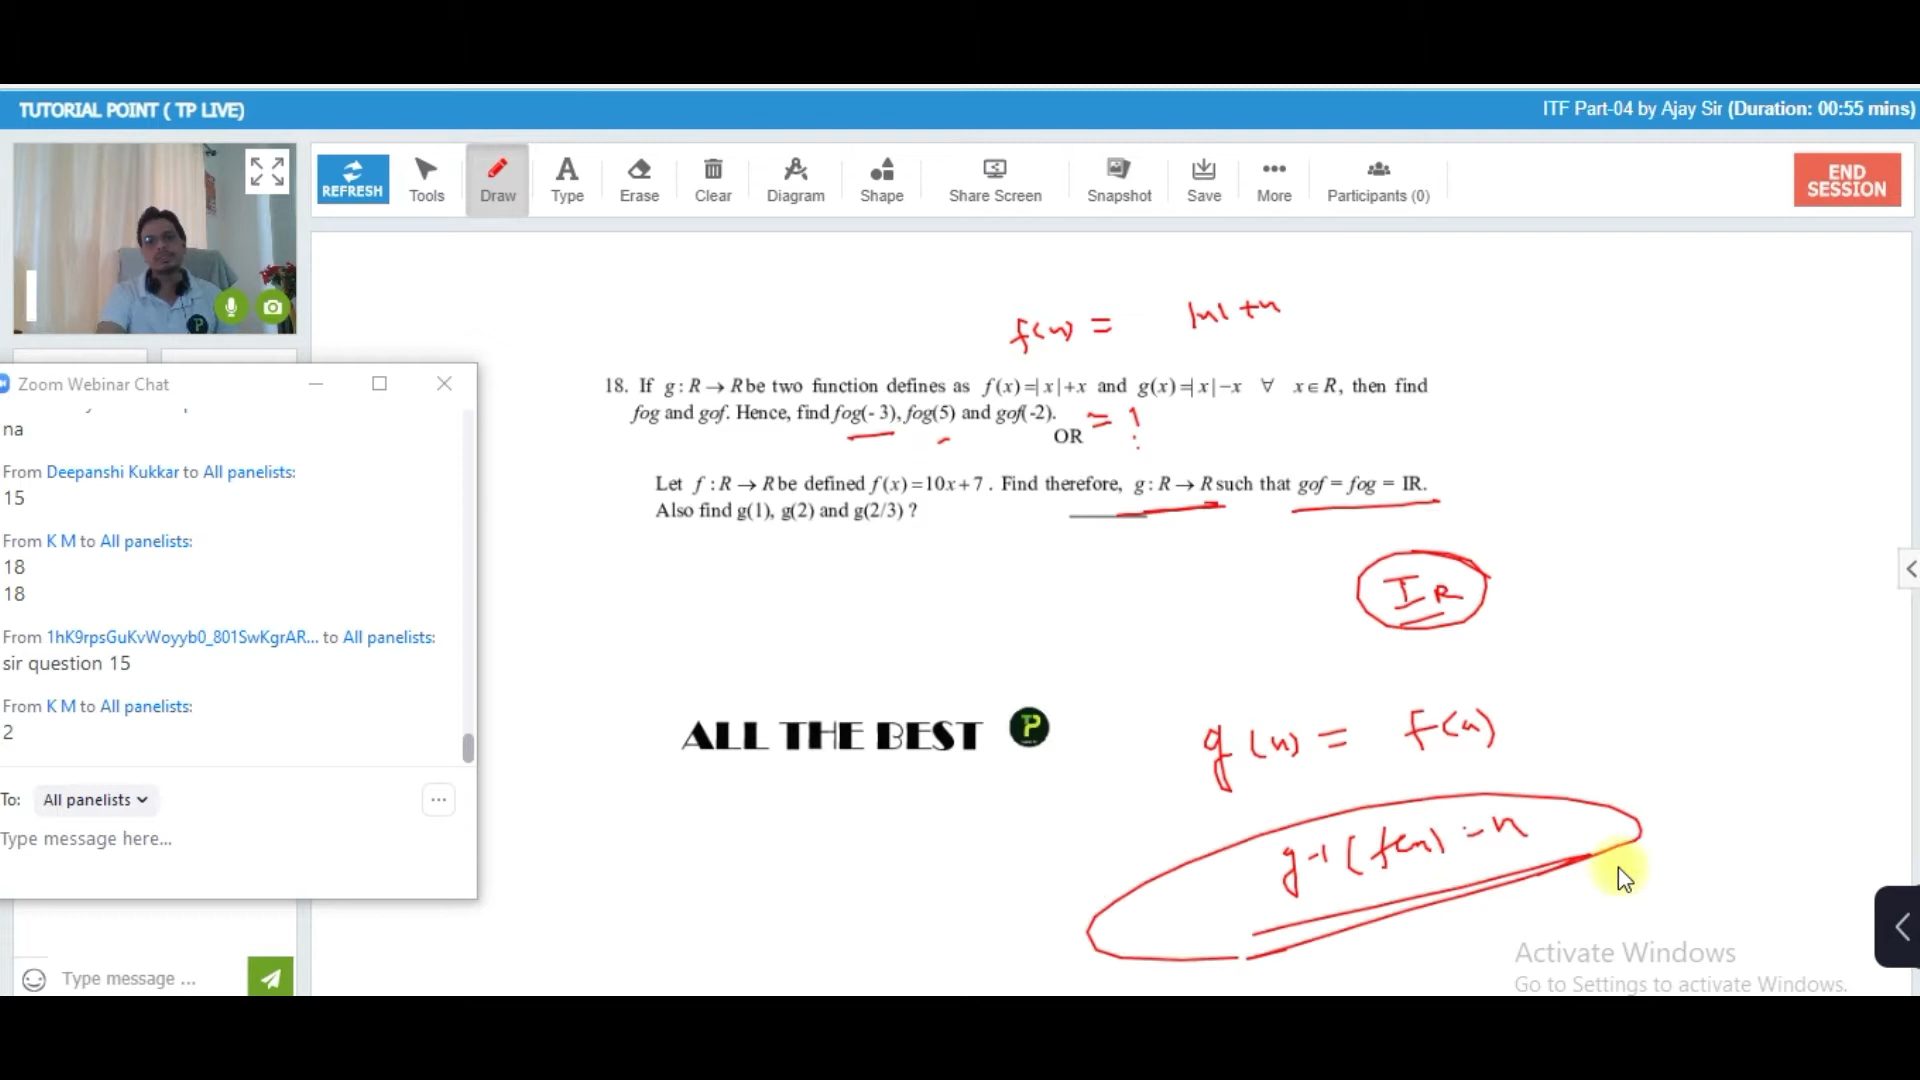 TUTORIAL POINT ( TP LIVE)
ITF Part-04 by Ajay Sir (Duration: 00:55 mins)
REFRESH
Tools
Draw
Type
Erase
Clear
Diagram
Shape
Share Screen
Snapshot
Save
More
Participants (0)
END
SESSION
f(x) = |x| + x
18. If g : R → R be two function defines as f(x)=|x|+x and g(x)=|x|−x ∀ x∈R, then find
fog and gof. Hence, find fog(- 3), fog(5) and gof(-2).
= !
OR
Let f : R → R be defined f(x)=10x+7 . Find therefore, g : R → R such that gof = fog = IR.
Also find g(1), g(2) and g(2/3) ?
IR
ALL THE BEST
g(x) = f(x)
g-1(f(x) = x
Zoom Webinar Chat
na
From Deepanshi Kukkar to All panelists:
15
From K M to All panelists:
18
18
From 1hK9rpsGuKvWoyyb0_801SwKgrAR... to All panelists:
sir question 15
From K M to All panelists:
2
To: All panelists
Type message here...
Type message ...
Activate Windows
Go to Settings to activate Windows.